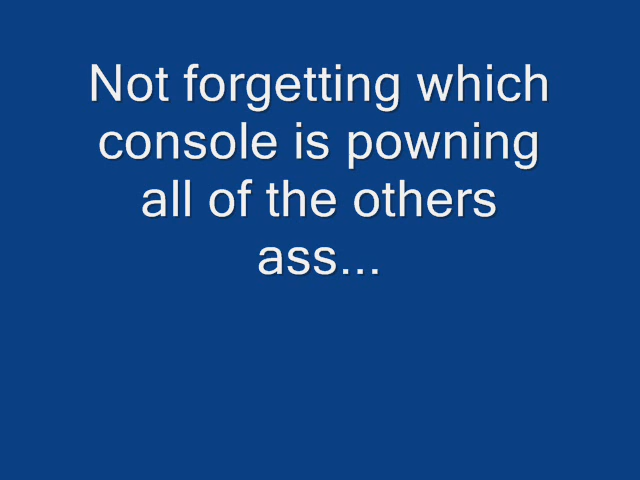 Not forgetting which
console is powning
all of the others
ass...